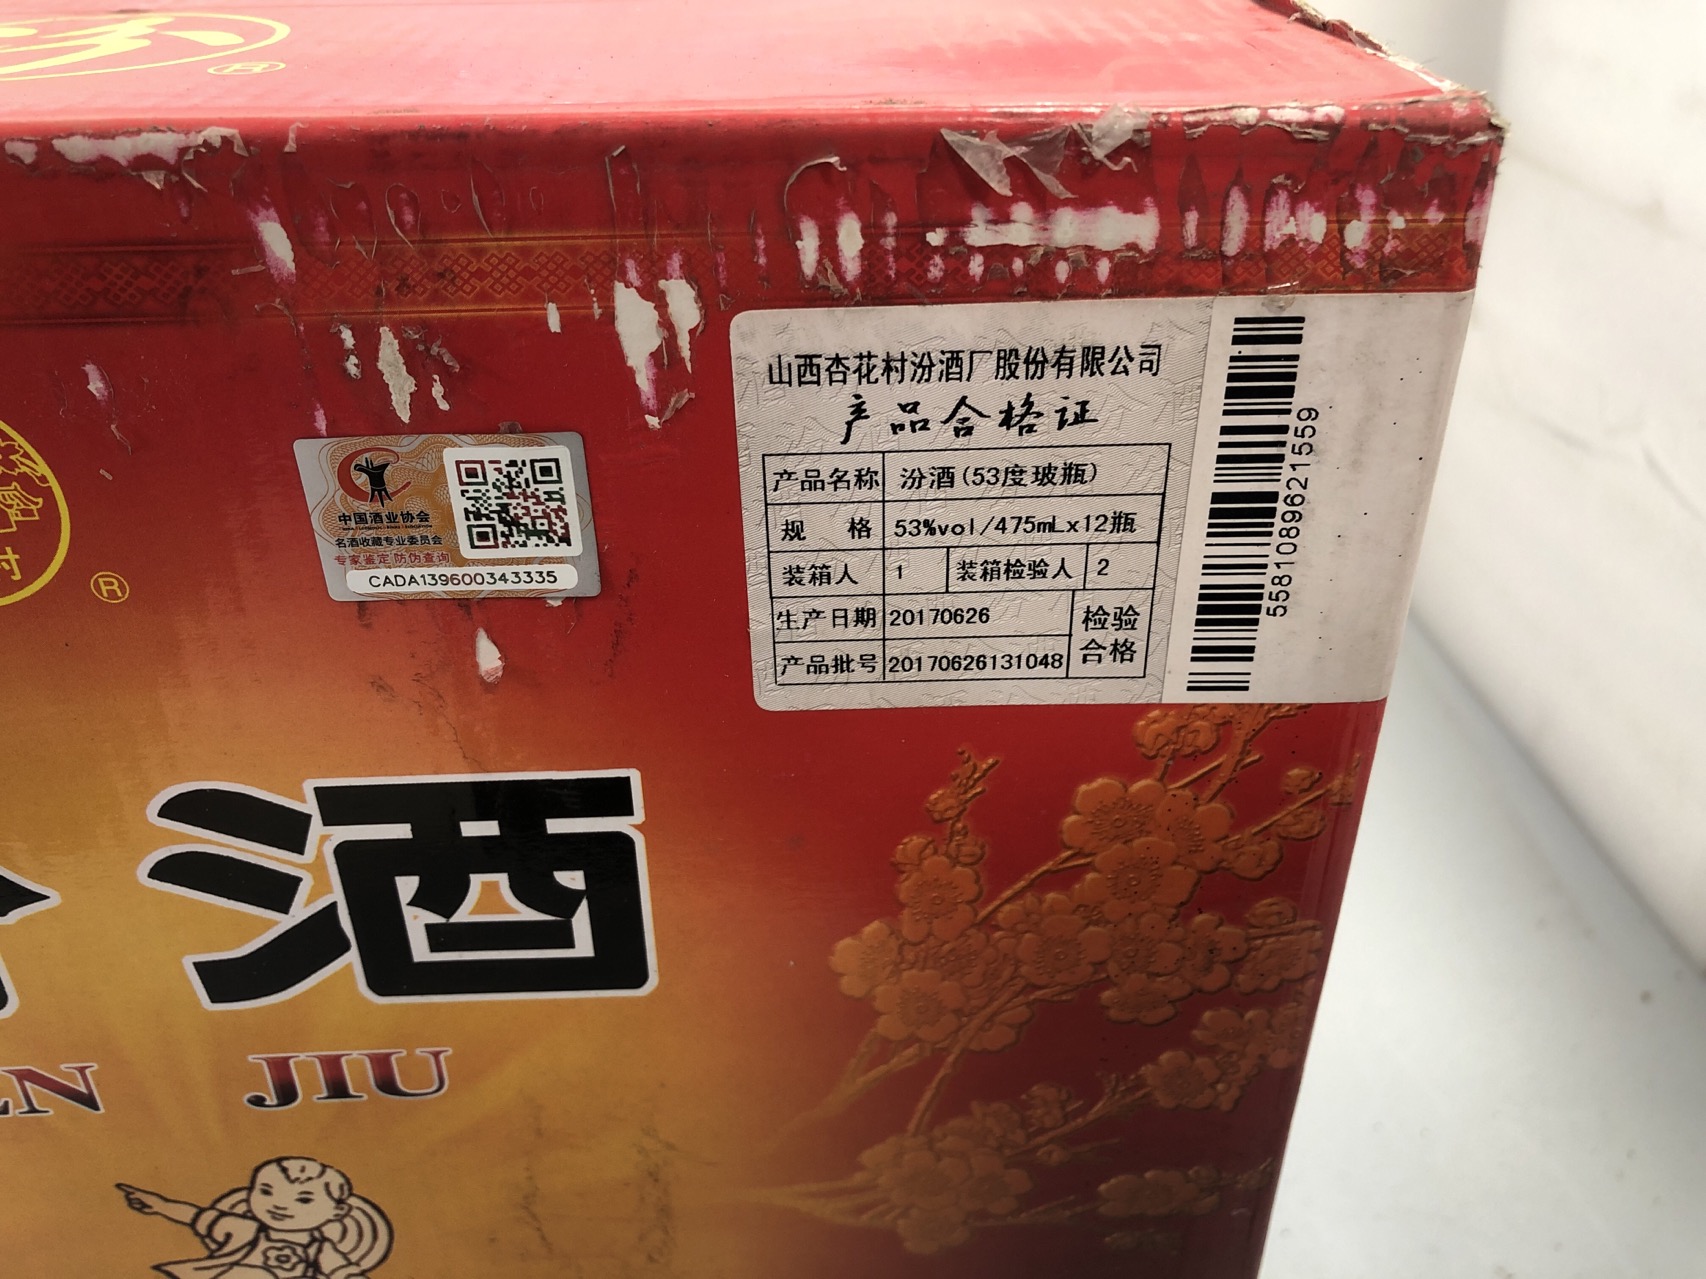 山西杏花村汾酒厂股份有限公司
产品合格证
产品名称 汾酒(53度玻瓶)
规 格 53%vol/475mLx12瓶
装箱人 1 装箱检验人 2
生产日期 20170626 检验
产品批号 20170626131048 合格
5581089621559
中国酒业协会
名酒收藏专业委员会
专家鉴定 防伪查询
CADA139600343335
村
®
®
酒
EN JIU